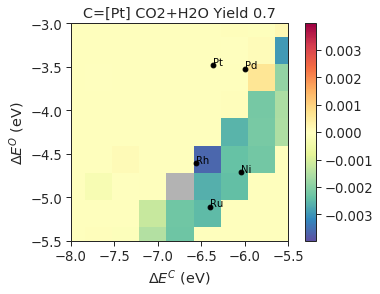 C=[Pt] CO2+H2O Yield 0.7
ΔE^O (eV)
−3.0
−3.5
−4.0
−4.5
−5.0
−5.5
Pt
Pd
Rh
Ni
Ru
−8.0 −7.5 −7.0 −6.5 −6.0 −5.5
ΔE^C (eV)
0.003
0.002
0.001
0.000
−0.001
−0.002
−0.003